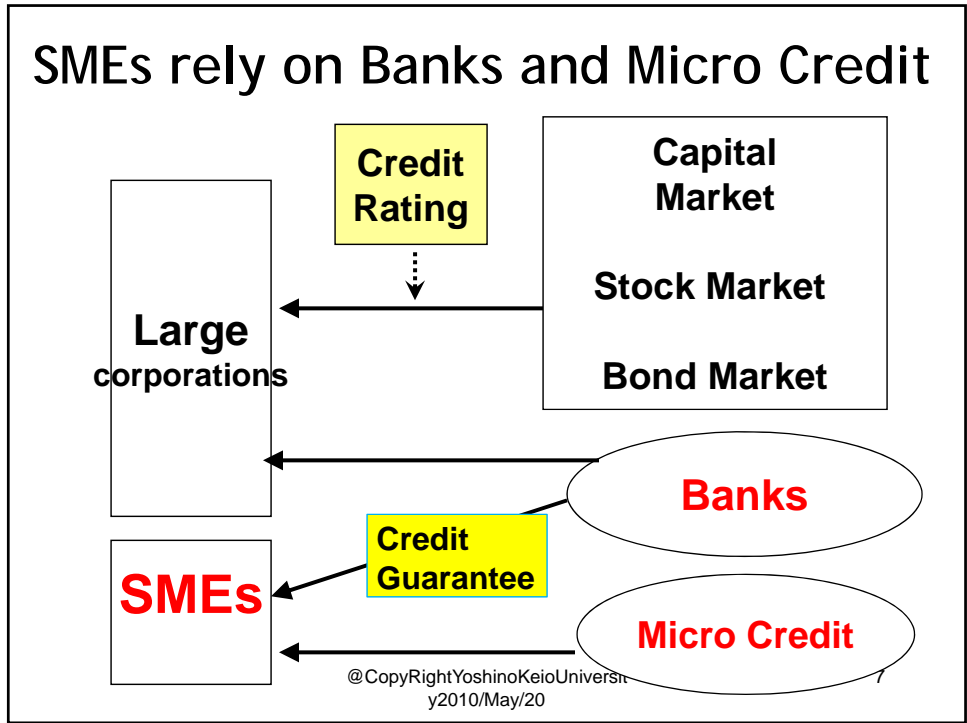 SMEs rely on Banks and Micro Credit
Credit
Rating
Capital
Market
Stock Market
Bond Market
Large
corporations
Banks
Credit
Guarantee
SMEs
Micro Credit
@CopyRightYoshinoKeioUniversit
y2010/May/20
7